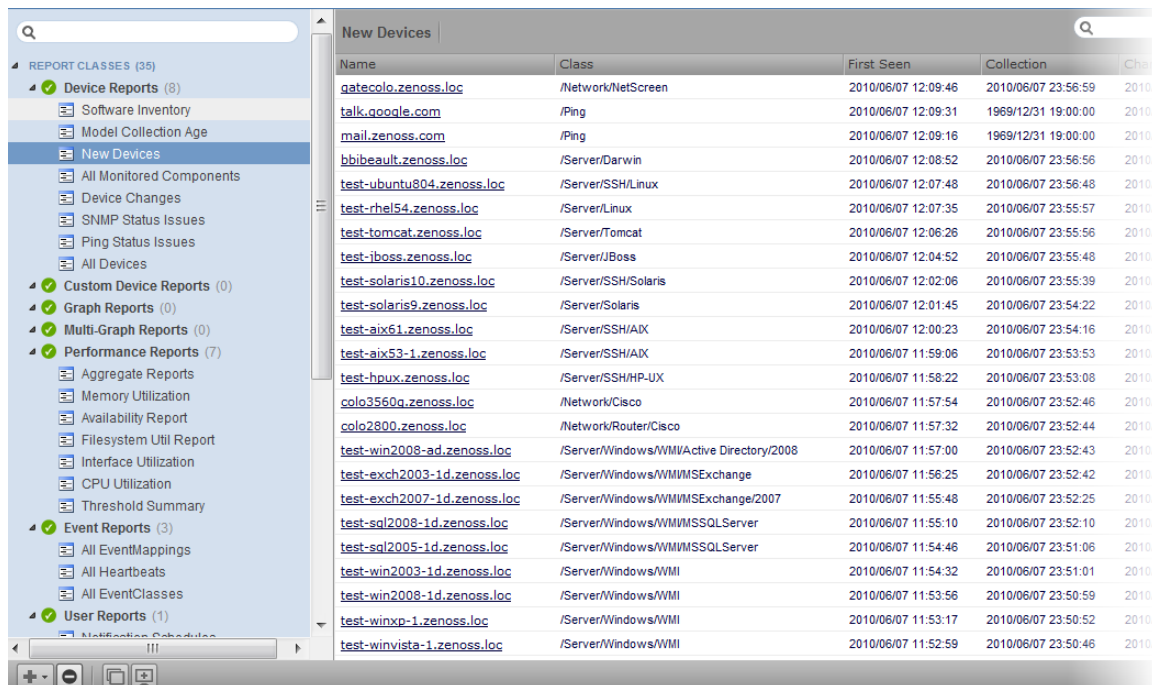 REPORT CLASSES (35)
Device Reports (8)
Software Inventory
Model Collection Age
New Devices
All Monitored Components
Device Changes
SNMP Status Issues
Ping Status Issues
All Devices
Custom Device Reports (0)
Graph Reports (0)
Multi-Graph Reports (0)
Performance Reports (7)
Aggregate Reports
Memory Utilization
Availability Report
Filesystem Util Report
Interface Utilization
CPU Utilization
Threshold Summary
Event Reports (3)
All EventMappings
All Heartbeats
All EventClasses
User Reports (1)
Notification Schedules
New Devices
Name Class First Seen Collection Cha
gatecolo.zenoss.loc /Network/NetScreen 2010/06/07 12:09:46 2010/06/07 23:56:59 2010
talk.google.com /Ping 2010/06/07 12:09:31 1969/12/31 19:00:00 2010
mail.zenoss.com /Ping 2010/06/07 12:09:16 1969/12/31 19:00:00 2010
bbibeault.zenoss.loc /Server/Darwin 2010/06/07 12:08:52 2010/06/07 23:56:56 2010
test-ubuntu804.zenoss.loc /Server/SSH/Linux 2010/06/07 12:07:48 2010/06/07 23:56:48 2010
test-rhel54.zenoss.loc /Server/Linux 2010/06/07 12:07:35 2010/06/07 23:55:57 2010
test-tomcat.zenoss.loc /Server/Tomcat 2010/06/07 12:06:26 2010/06/07 23:55:56 2010
test-jboss.zenoss.loc /Server/JBoss 2010/06/07 12:04:52 2010/06/07 23:55:48 2010
test-solaris10.zenoss.loc /Server/SSH/Solaris 2010/06/07 12:02:06 2010/06/07 23:55:39 2010
test-solaris9.zenoss.loc /Server/Solaris 2010/06/07 12:01:45 2010/06/07 23:54:22 2010
test-aix61.zenoss.loc /Server/SSH/AIX 2010/06/07 12:00:23 2010/06/07 23:54:16 2010
test-aix53-1.zenoss.loc /Server/SSH/AIX 2010/06/07 11:59:06 2010/06/07 23:53:53 2010
test-hpux.zenoss.loc /Server/SSH/HP-UX 2010/06/07 11:58:22 2010/06/07 23:53:08 2010
colo3560g.zenoss.loc /Network/Cisco 2010/06/07 11:57:54 2010/06/07 23:52:46 2010
colo2800.zenoss.loc /Network/Router/Cisco 2010/06/07 11:57:32 2010/06/07 23:52:44 2010
test-win2008-ad.zenoss.loc /Server/Windows/WMI/Active Directory/2008 2010/06/07 11:57:00 2010/06/07 23:52:43 2010
test-exch2003-1d.zenoss.loc /Server/Windows/WMI/MSExchange 2010/06/07 11:56:25 2010/06/07 23:52:42 2010
test-exch2007-1d.zenoss.loc /Server/Windows/WMI/MSExchange/2007 2010/06/07 11:55:48 2010/06/07 23:52:25 2010
test-sql2008-1d.zenoss.loc /Server/Windows/WMI/MSSQLServer 2010/06/07 11:55:10 2010/06/07 23:52:10 2010
test-sql2005-1d.zenoss.loc /Server/Windows/WMI/MSSQLServer 2010/06/07 11:54:46 2010/06/07 23:51:06 2010
test-win2003-1d.zenoss.loc /Server/Windows/WMI 2010/06/07 11:54:32 2010/06/07 23:51:01 2010
test-win2008-1d.zenoss.loc /Server/Windows/WMI 2010/06/07 11:53:56 2010/06/07 23:50:59 2010
test-winxp-1.zenoss.loc /Server/Windows/WMI 2010/06/07 11:53:17 2010/06/07 23:50:52 2010
test-winvista-1.zenoss.loc /Server/Windows/WMI 2010/06/07 11:52:59 2010/06/07 23:50:46 2010